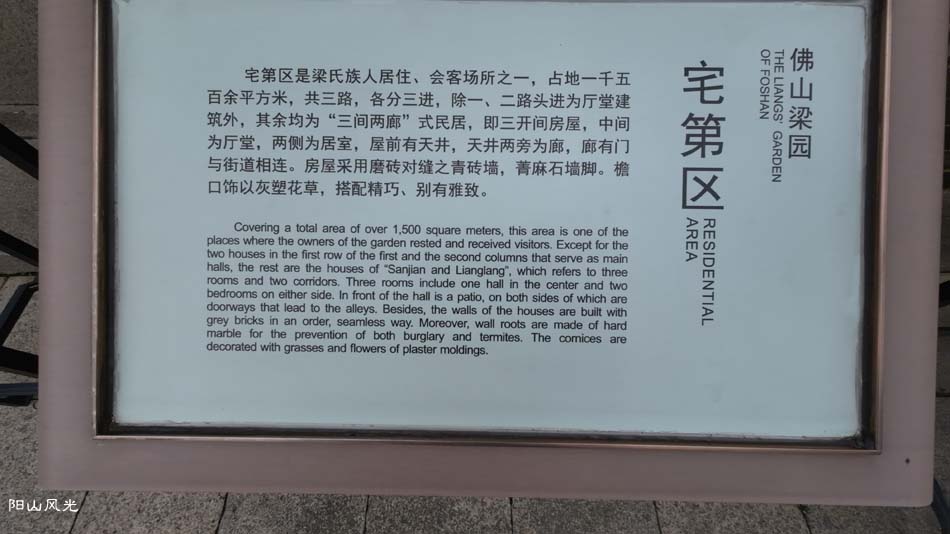 佛山梁园
THE LIANGS' GARDEN
OF FOSHAN
宅第区
RESIDENTIAL
AREA
宅第区是梁氏族人居住、会客场所之一，占地一千五
百余平方米，共三路，各分三进，除一、二路头进为厅堂建
筑外，其余均为“三间两廊”式民居，即三开间房屋，中间
为厅堂，两侧为居室，屋前有天井，天井两旁为廊，廊有门
与街道相连。房屋采用磨砖对缝之青砖墙，菁麻石墙脚。檐
口饰以灰塑花草，搭配精巧、别有雅致。
Covering a total area of over 1,500 square meters, this area is one of the
places where the owners of the garden rested and received visitors. Except for the
two houses in the first row of the first and the second columns that serve as main
halls, the rest are the houses of “Sanjian and Lianglang”, which refers to three
rooms and two corridors. Three rooms include one hall in the center and two
bedrooms on either side. In front of the hall is a patio, on both sides of which are
doorways that lead to the alleys. Besides, the walls of the houses are built with
grey bricks in an order, seamless way. Moreover, wall roots are made of hard
marble for the prevention of both burglary and termites. The cornices are
decorated with grasses and flowers of plaster moldings.
阳山风光